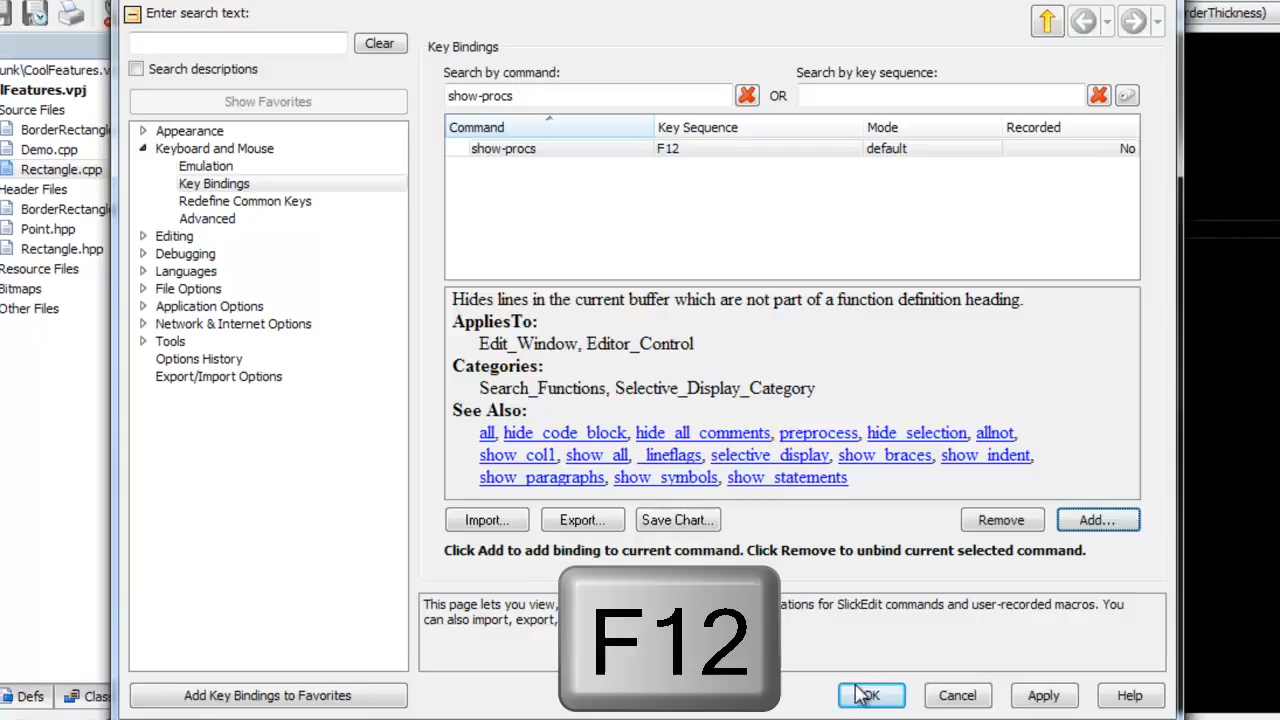 Enter search text:
Clear
Search descriptions
Show Favorites
Appearance
Keyboard and Mouse
Emulation
Key Bindings
Redefine Common Keys
Advanced
Editing
Debugging
Languages
File Options
Application Options
Network & Internet Options
Tools
Options History
Export/Import Options
Add Key Bindings to Favorites
unk\CoolFeatures.v
lFeatures.vpj
Source Files
BorderRectangle
Demo.cpp
Rectangle.cpp
Header Files
BorderRectangle
Point.hpp
Rectangle.hpp
Resource Files
Bitmaps
Other Files
Defs
Class
rderThickness)
Key Bindings
Search by command:
Search by key sequence:
show-procs
OR
Command Key Sequence Mode Recorded
show-procs F12 default No
Hides lines in the current buffer which are not part of a function definition heading.
AppliesTo:
Edit_Window, Editor_Control
Categories:
Search_Functions, Selective_Display_Category
See Also:
all, hide_code_block, hide_all_comments, preprocess, hide_selection, allnot,
show_col1, show_all, _lineflags, selective_display, show_braces, show_indent,
show_paragraphs, show_symbols, show_statements
Import... Export... Save Chart... Remove Add...
Click Add to add binding to current command. Click Remove to unbind current selected command.
This page lets you view, ations for SlickEdit commands and user-recorded macros. You
can also import, export,
F12
OK Cancel Apply Help